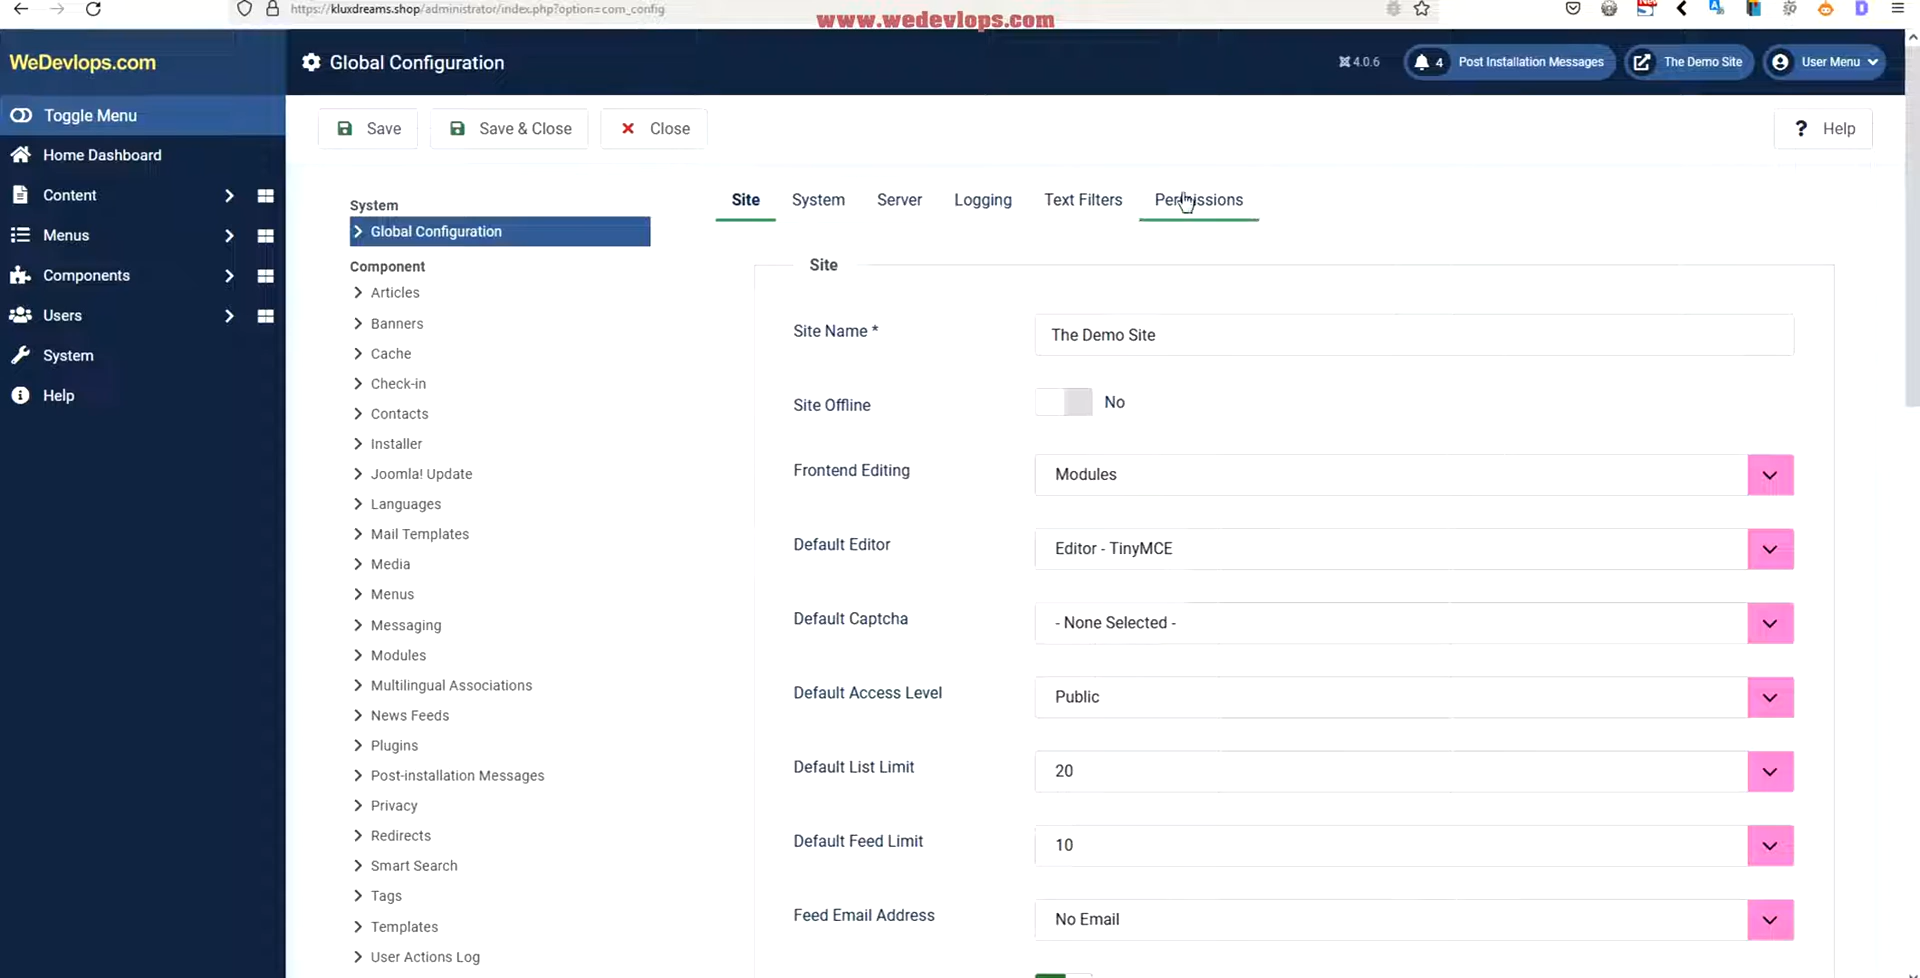 https://kluxdreams.shop/administrator/index.php?option=com_config
www.wedevlops.com
WeDevlops.com
Global Configuration
4.0.6
4
Post Installation Messages
The Demo Site
User Menu
Toggle Menu
Home Dashboard
Content
Menus
Components
Users
System
Help
Save
Save & Close
Close
Help
System
Global Configuration
Component
Articles
Banners
Cache
Check-in
Contacts
Installer
Joomla! Update
Languages
Mail Templates
Media
Menus
Messaging
Modules
Multilingual Associations
News Feeds
Plugins
Post-installation Messages
Privacy
Redirects
Smart Search
Tags
Templates
User Actions Log
Site
System
Server
Logging
Text Filters
Permissions
Site
Site Name *
The Demo Site
Site Offline
No
Frontend Editing
Modules
Default Editor
Editor - TinyMCE
Default Captcha
- None Selected -
Default Access Level
Public
Default List Limit
20
Default Feed Limit
10
Feed Email Address
No Email